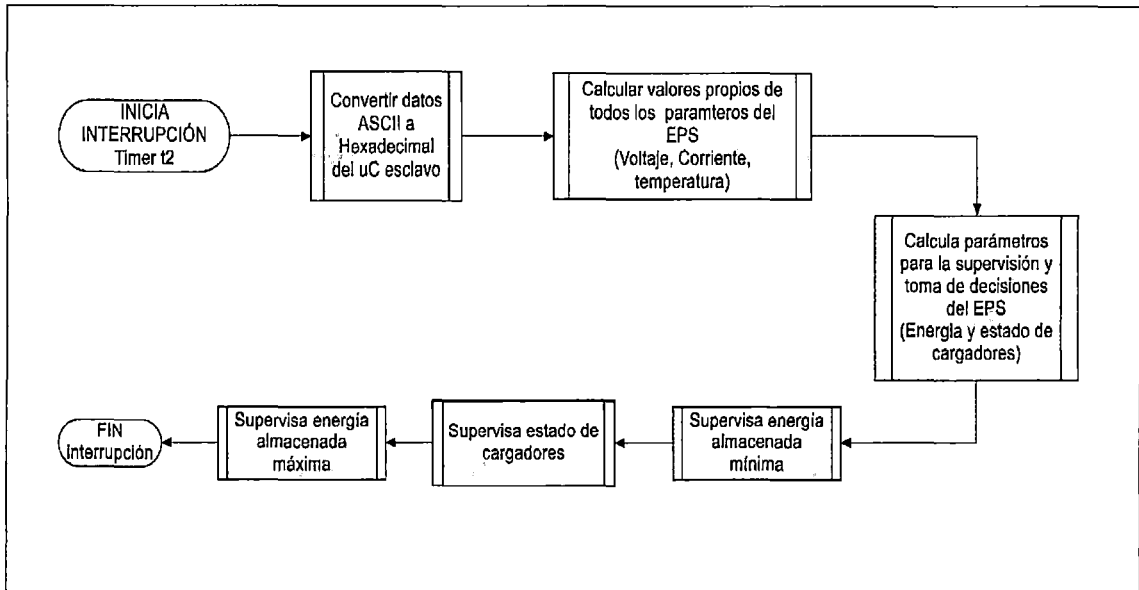 INICIA
INTERRUPCIÓN
Timer t2
Convertir datos
ASCII a
Hexadecimal
del uC esclavo
Calcular valores propios de
todos los paramteros del
EPS
(Voltaje, Corriente,
temperatura)
Calcula parámetros
para la supervisión y
toma de decisiones
del EPS
(Energía y estado de
cargadores)
Supervisa energía
almacenada
mínima
Supervisa estado de
cargadores
Supervisa energía
almacenada
máxima
FIN
Interrupción